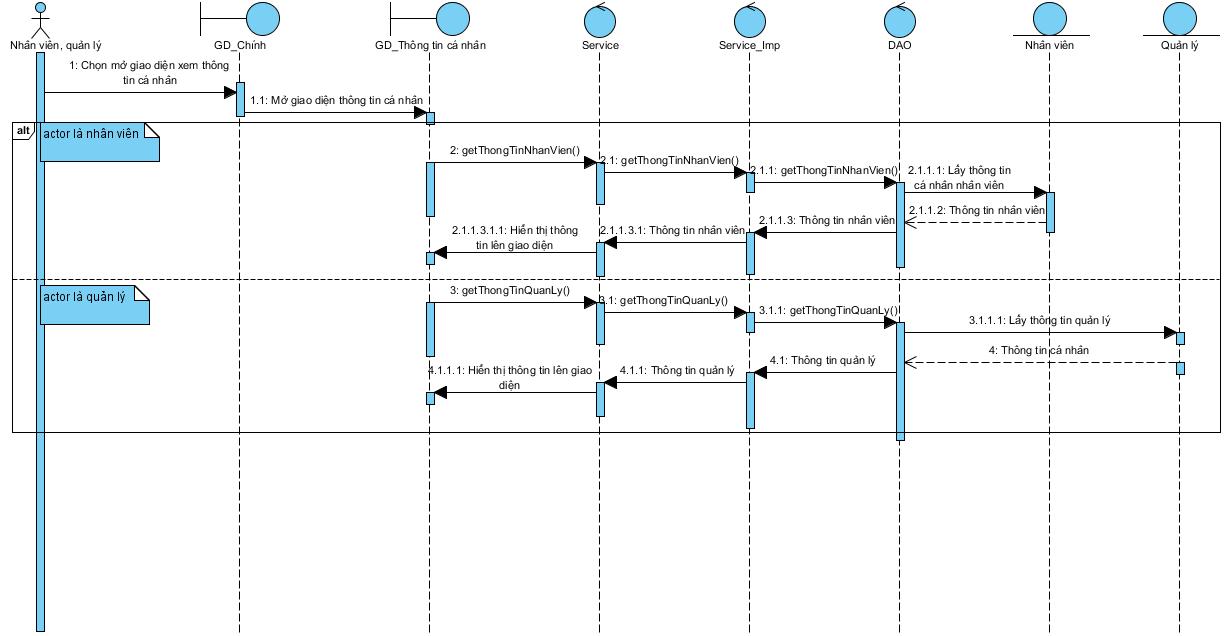 Nhân viên, quản lý
GD_Chính
GD_Thông tin cá nhân
Service
Service_Imp
DAO
Nhân viên
Quản lý
1: Chọn mở giao diện xem thông
tin cá nhân
1.1: Mở giao diện thông tin cá nhân
alt
actor là nhân viên
2: getThongTinNhanVien()
2.1: getThongTinNhanVien()
2.1.1: getThongTinNhanVien()
2.1.1.1: Lấy thông tin
cá nhân nhân viên
2.1.1.2: Thông tin nhân viên
2.1.1.3: Thông tin nhân viên
2.1.1.3.1: Thông tin nhân viên
2.1.1.3.1.1: Hiển thị thông
tin lên giao diện
actor là quản lý
3: getThongTinQuanLy()
3.1: getThongTinQuanLy()
3.1.1: getThongTinQuanLy()
3.1.1.1: Lấy thông tin quản lý
4: Thông tin cá nhân
4.1: Thông tin quản lý
4.1.1: Thông tin quản lý
4.1.1.1: Hiển thị thông tin lên giao
diện